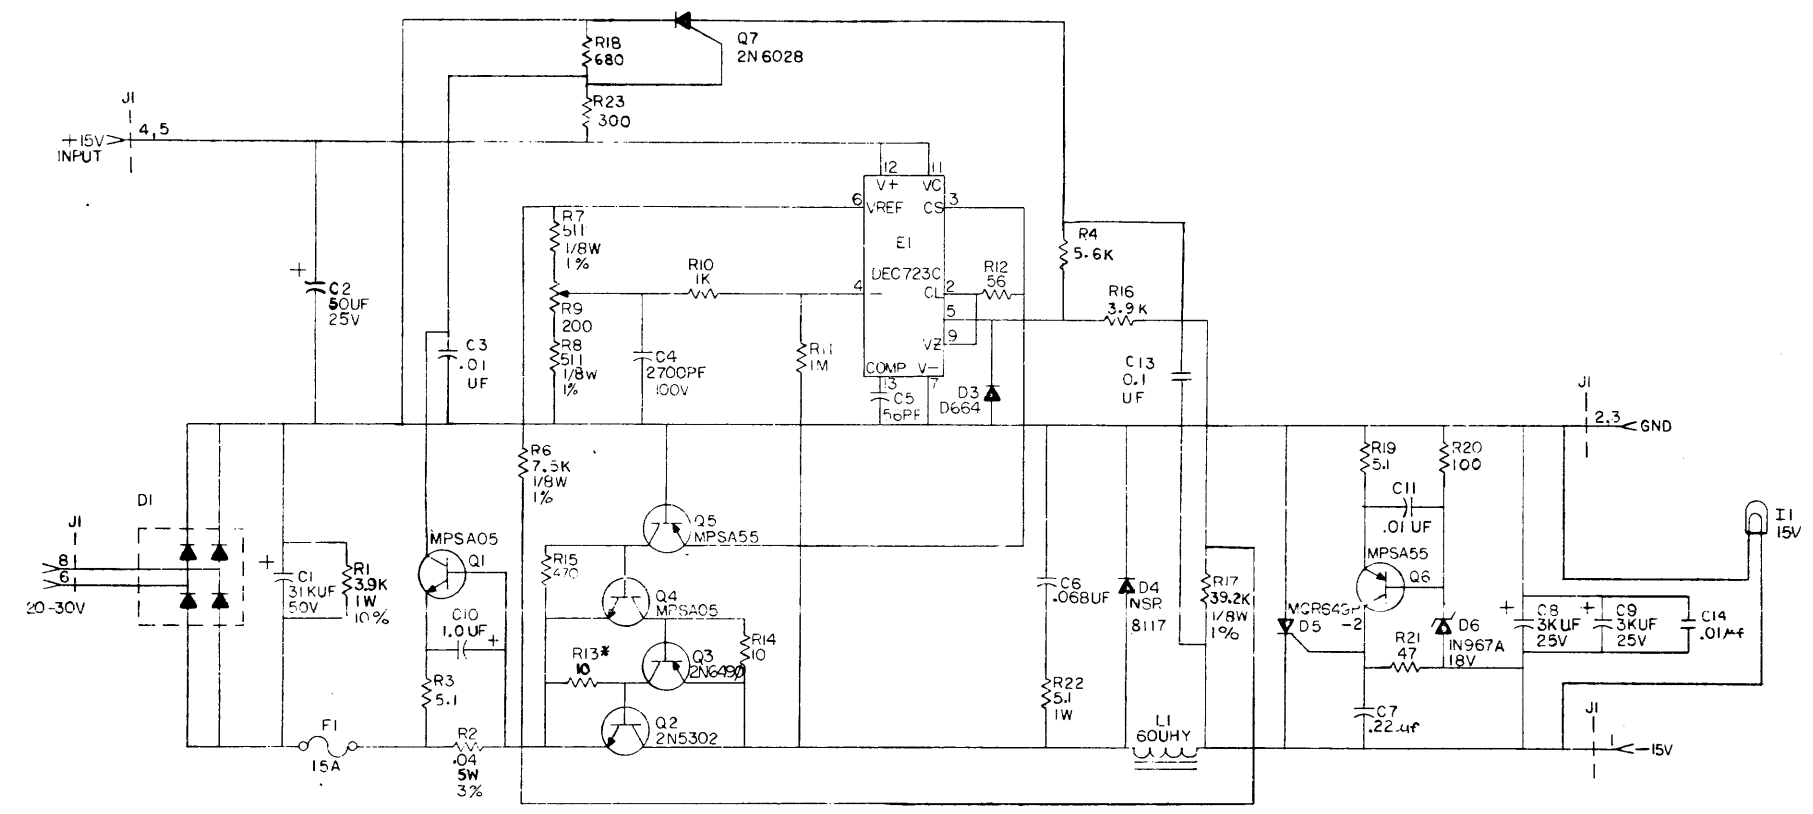 R18
680
Q7
2N6028
R23
300
J1
4,5
+15V
INPUT
12
11
V+
VC
6
VREF
CS
3
E1
DEC723C
4
−
CL
2
5
VZ
9
COMP
V−
13
7
R7
511
1/8W
1%
R9
200
R8
511
1/8W
1%
R10
1K
R12
56
R4
5.6K
R16
3.9K
+
C2
50UF
25V
C3
.01
UF
C4
2700PF
100V
R11
1M
C5
56PF
D3
D664
C13
0.1
UF
J1
2,3
GND
R6
7.5K
1/8W
1%
R19
5.1
R20
100
C11
.01UF
D1
J1
8
6
20-30V
+
C1
31KUF
50V
R1
3.9K
1W
10%
MPSA05
Q1
C10
1.0UF
+
R3
5.1
Q5
MPSA55
R15
470
Q4
MPSA05
R14
10
R13*
10
Q3
2N6490
Q2
2N5302
C6
.068UF
D4
NSR
8117
R17
39.2K
1/8W
1%
MPSA55
Q6
MCR649P
-2
D5
D6
1N967A
18V
R21
47
+
C8
3KUF
25V
+
C9
3KUF
25V
C14
.01µf
I1
15V
R22
5.1
1W
L1
60UHY
C7
.22uf
F1
15A
R2
.04
5W
3%
J1
1
-15V